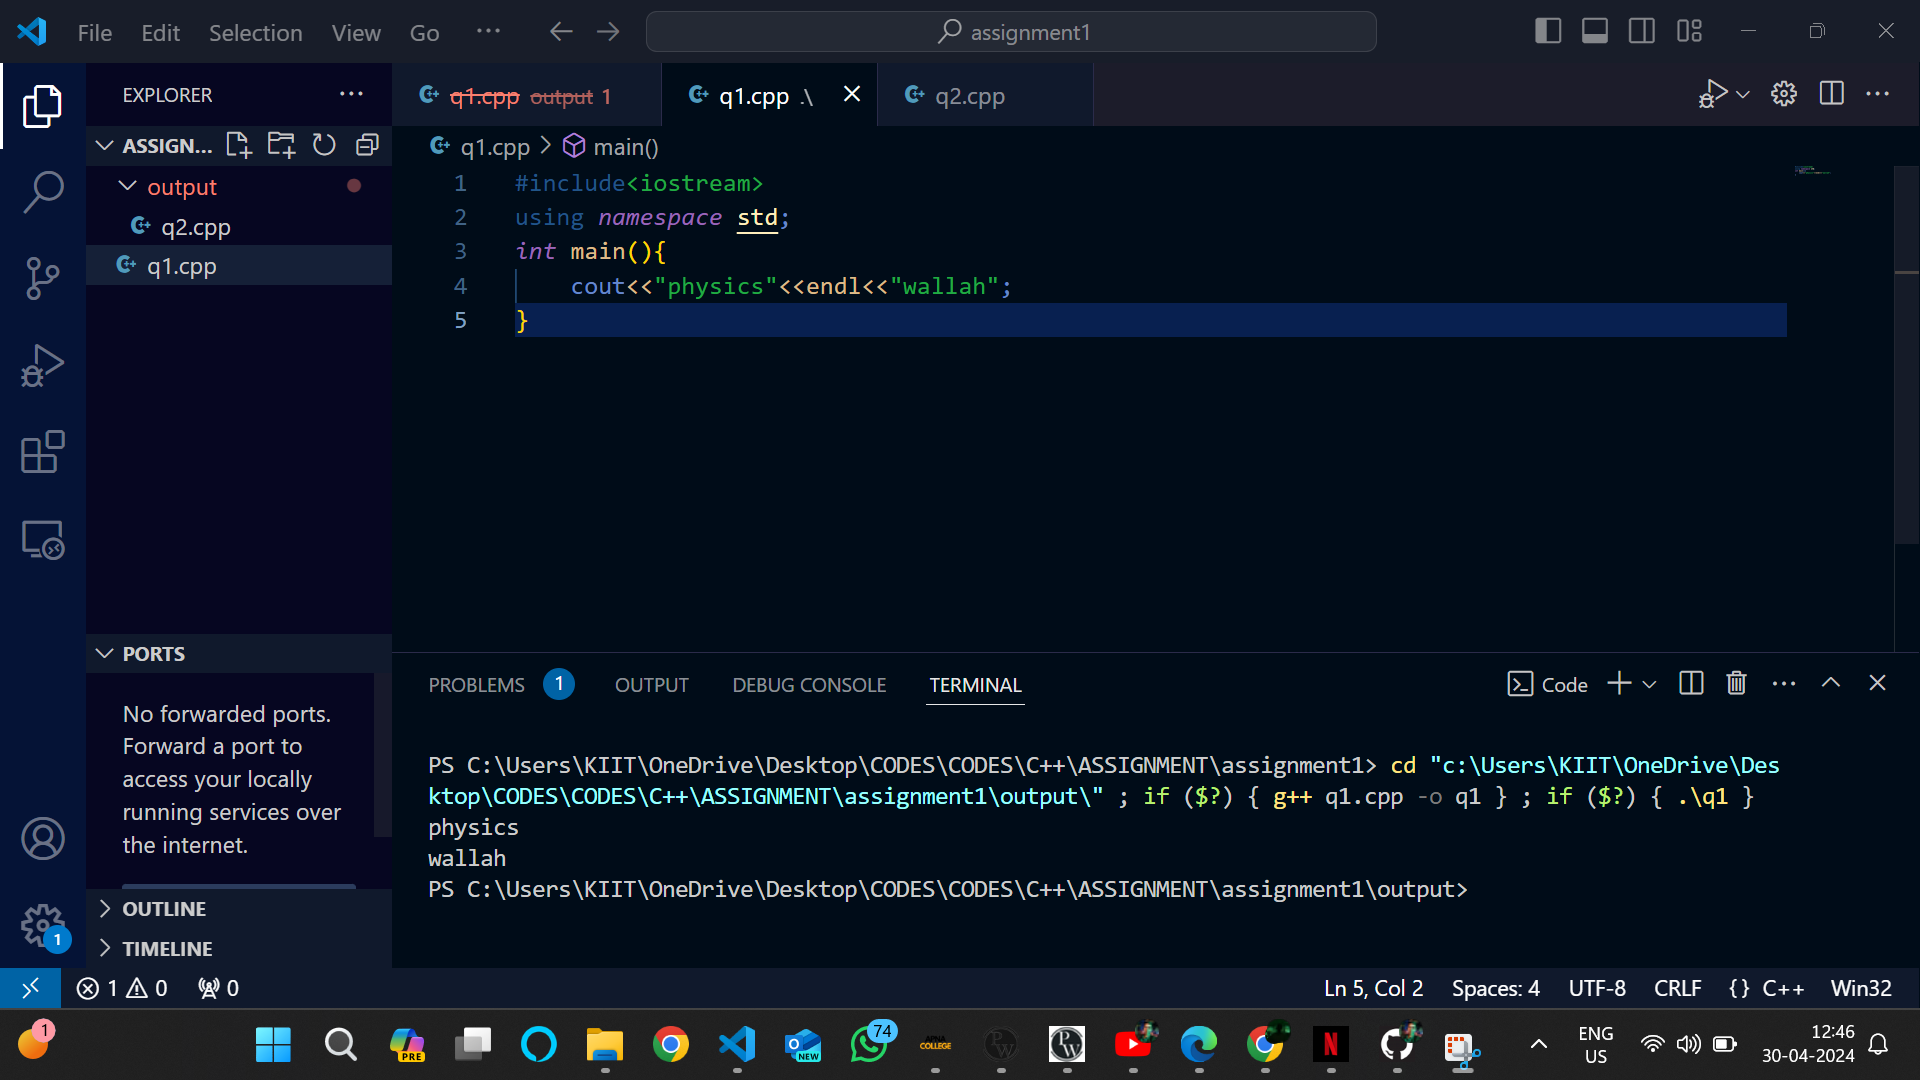 File Edit Selection View Go ··· assignment1
EXPLORER ···
q1.cpp output 1 q1.cpp .\ q2.cpp
ASSIGN...
output
q2.cpp
q1.cpp
q1.cpp > main()
1 #include<iostream>
2 using namespace std;
3 int main(){
4     cout<<"physics"<<endl<<"wallah";
5 }
PORTS
No forwarded ports.
Forward a port to
access your locally
running services over
the internet.
OUTLINE
TIMELINE
1
PROBLEMS 1 OUTPUT DEBUG CONSOLE TERMINAL Code
PS C:\Users\KIIT\OneDrive\Desktop\CODES\CODES\C++\ASSIGNMENT\assignment1> cd "c:\Users\KIIT\OneDrive\Des
ktop\CODES\CODES\C++\ASSIGNMENT\assignment1\output\" ; if ($?) { g++ q1.cpp -o q1 } ; if ($?) { .\q1 }
physics
wallah
PS C:\Users\KIIT\OneDrive\Desktop\CODES\CODES\C++\ASSIGNMENT\assignment1\output>
1 0 0 Ln 5, Col 2 Spaces: 4 UTF-8 CRLF {} C++ Win32
1 PRE NEW 74 COLLEGE PW PW N ENG 12:46
US 30-04-2024